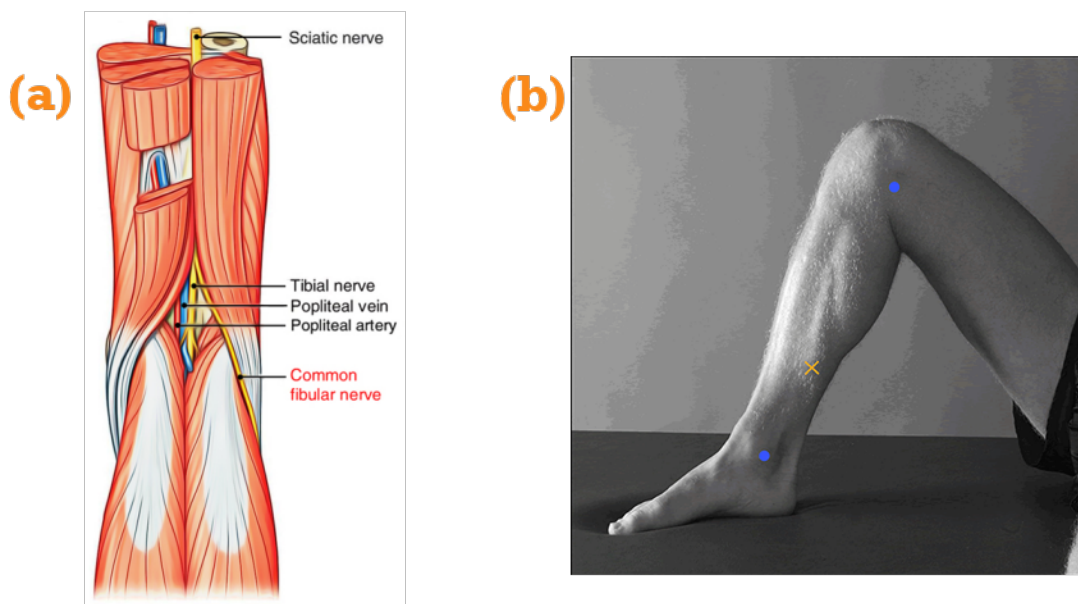 (a)
Sciatic nerve
Tibial nerve
Popliteal vein
Popliteal artery
Common
fibular nerve
(b)